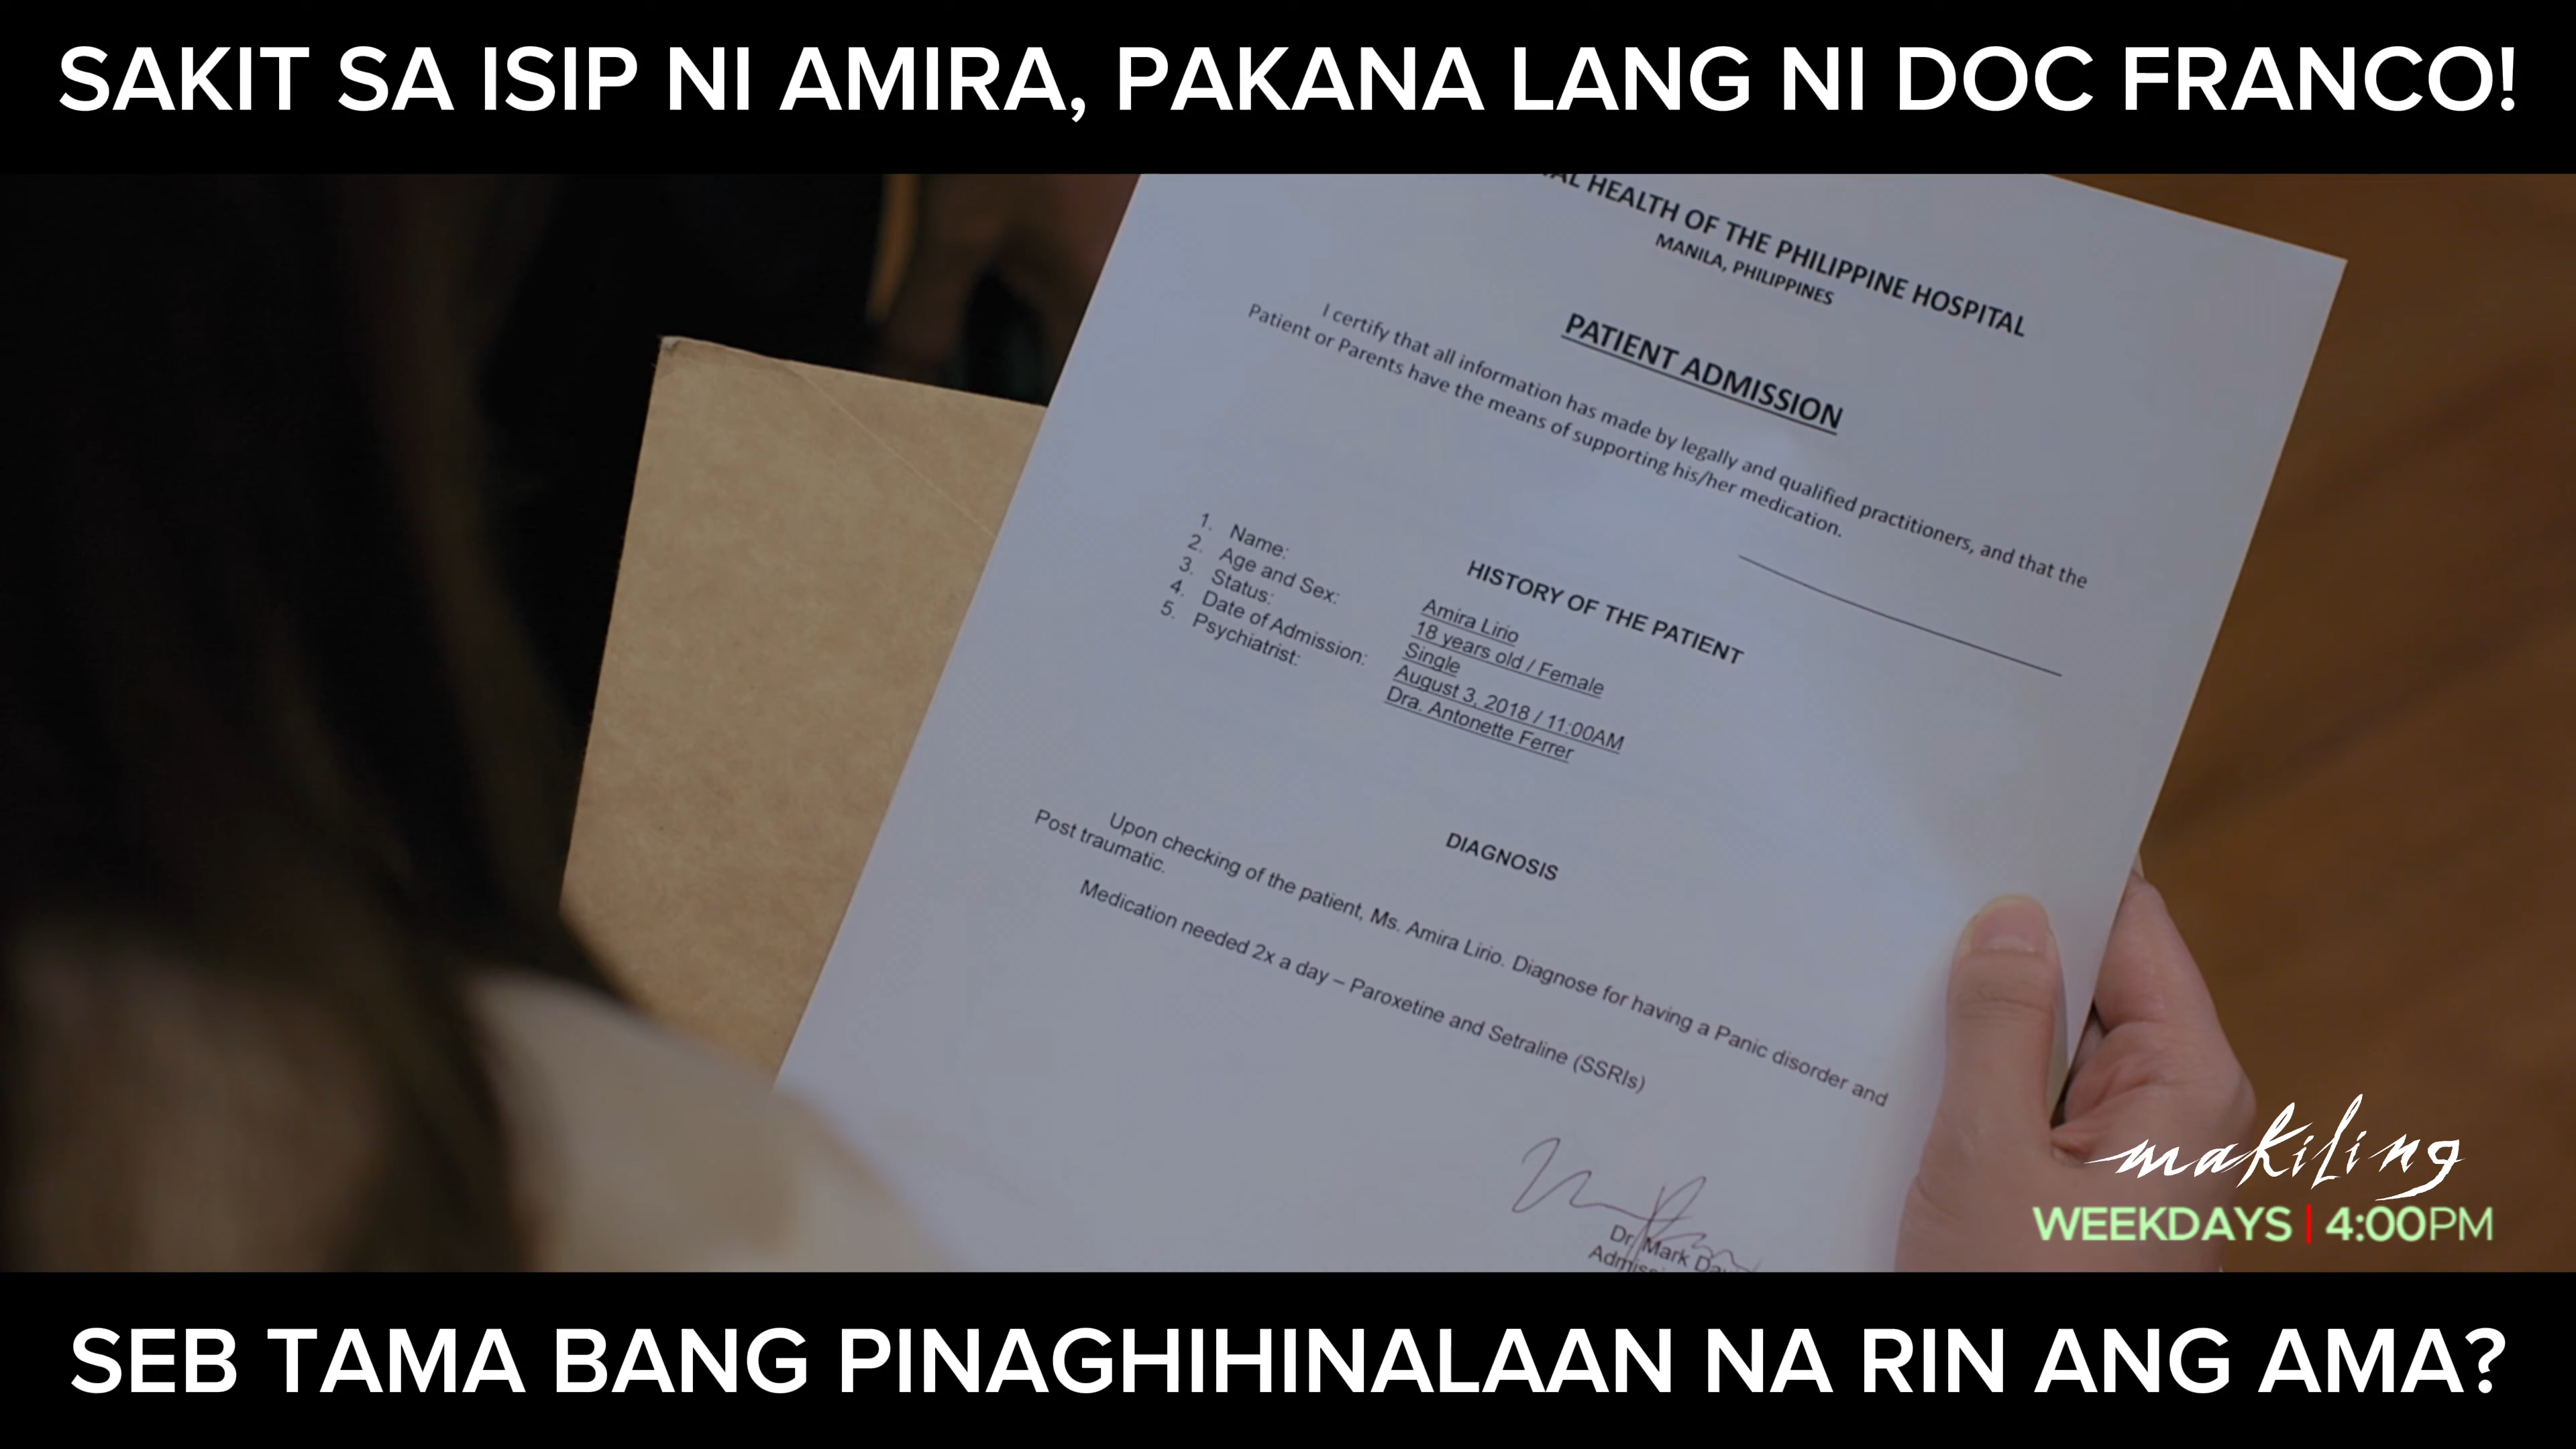 SAKIT SA ISIP NI AMIRA, PAKANA LANG NI DOC FRANCO!
HEALTH OF THE PHILIPPINE HOSPITAL
MANILA, PHILIPPINES
PATIENT ADMISSION
I certify that all information has made by legally and qualified practitioners, and that the
Patient or Parents have the means of supporting his/her medication.
HISTORY OF THE PATIENT
1. Name: Amira Lirio
2. Age and Sex: 18 years old / Female
3. Status: Single
4. Date of Admission: August 3, 2018 / 11:00AM
5. Psychiatrist: Dra. Antonette Ferrer
DIAGNOSIS
Upon checking of the patient, Ms. Amira Lirio. Diagnose for having a Panic disorder and
Post traumatic.
Medication needed 2x a day – Paroxetine and Setraline (SSRIs)
Dr. Mark
makiling
WEEKDAYS | 4:00PM
SEB TAMA BANG PINAGHIHINALAAN NA RIN ANG AMA?